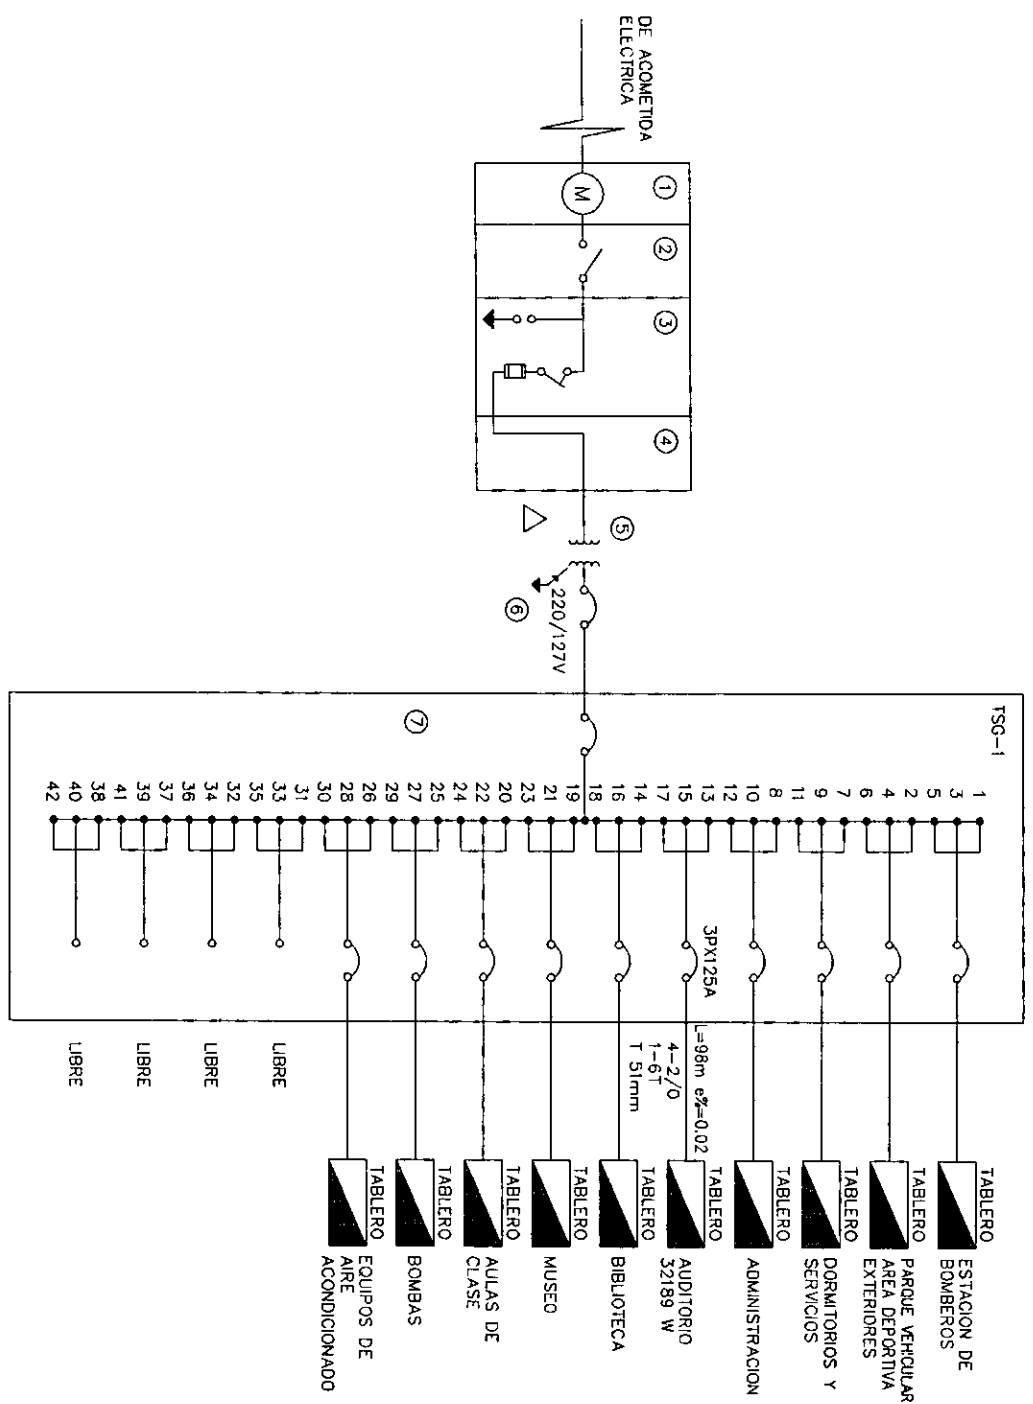 DE ACOMETIDA
ELECTRICA
1
M
2
3
4
5
6
220/127V
TSG-1
7
1
3
5
2
4
6
7
9
11
8
10
12
13
15
17
14
16
18
19
21
23
20
22
24
25
27
29
26
28
30
31
33
35
32
34
36
37
39
41
38
40
42
3PX125A
L=98m e%=0.02
4-2/0
1-6T
T 51mm
LIBRE
LIBRE
LIBRE
LIBRE
TABLERO
ESTACION DE
BOMBEROS
TABLERO
PARQUE VEHICULAR
AREA DEPORTIVA
EXTERIORES
TABLERO
DORMITORIOS Y
SERVICIOS
TABLERO
ADMINISTRACION
TABLERO
AUDITORIO
32189 W
TABLERO
BIBLIOTECA
TABLERO
MUSEO
TABLERO
AULAS DE
CLASE
TABLERO
BOMBAS
TABLERO
EQUIPOS DE
AIRE
ACONDICIONADO